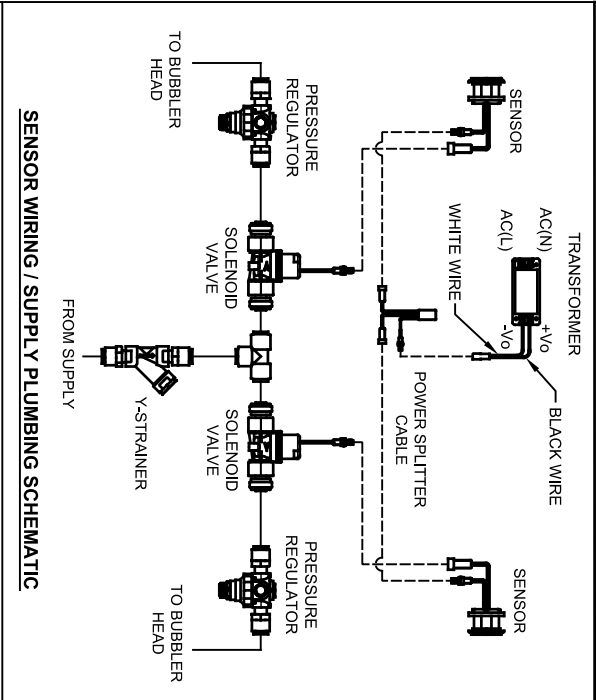 TRANSFORMER
AC(N)
+Vo
AC(L)
-Vo
BLACK WIRE
WHITE WIRE
SENSOR
SENSOR
POWER SPLITTER
CABLE
PRESSURE
REGULATOR
SOLENOID
VALVE
SOLENOID
VALVE
PRESSURE
REGULATOR
TO BUBBLER
HEAD
TO BUBBLER
HEAD
Y-STRAINER
FROM SUPPLY
SENSOR WIRING / SUPPLY PLUMBING SCHEMATIC